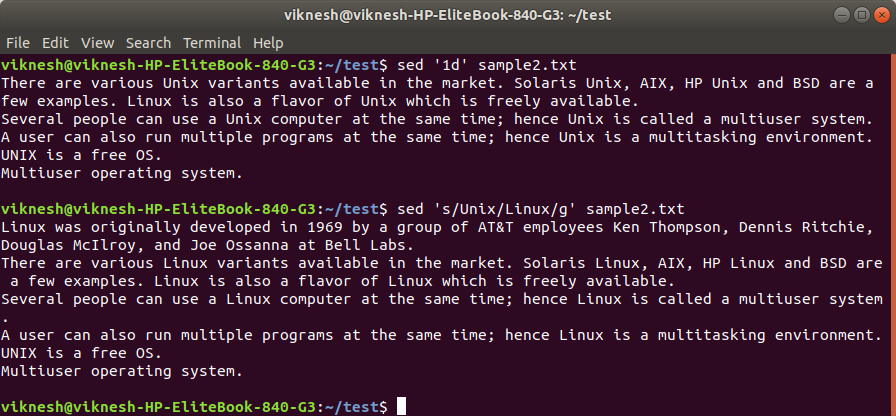 viknesh@viknesh-HP-EliteBook-840-G3: ~/test
File Edit View Search Terminal Help
viknesh@viknesh-HP-EliteBook-840-G3:~/test$ sed '1d' sample2.txt
There are various Unix variants available in the market. Solaris Unix, AIX, HP Unix and BSD are a
few examples. Linux is also a flavor of Unix which is freely available.
Several people can use a Unix computer at the same time; hence Unix is called a multiuser system.
A user can also run multiple programs at the same time; hence Unix is a multitasking environment.
UNIX is a free OS.
Multiuser operating system.
viknesh@viknesh-HP-EliteBook-840-G3:~/test$ sed 's/Unix/Linux/g' sample2.txt
Linux was originally developed in 1969 by a group of AT&T employees Ken Thompson, Dennis Ritchie,
Douglas McIlroy, and Joe Ossanna at Bell Labs.
There are various Linux variants available in the market. Solaris Linux, AIX, HP Linux and BSD are
 a few examples. Linux is also a flavor of Linux which is freely available.
Several people can use a Linux computer at the same time; hence Linux is called a multiuser system
.
A user can also run multiple programs at the same time; hence Linux is a multitasking environment.
UNIX is a free OS.
Multiuser operating system.
viknesh@viknesh-HP-EliteBook-840-G3:~/test$